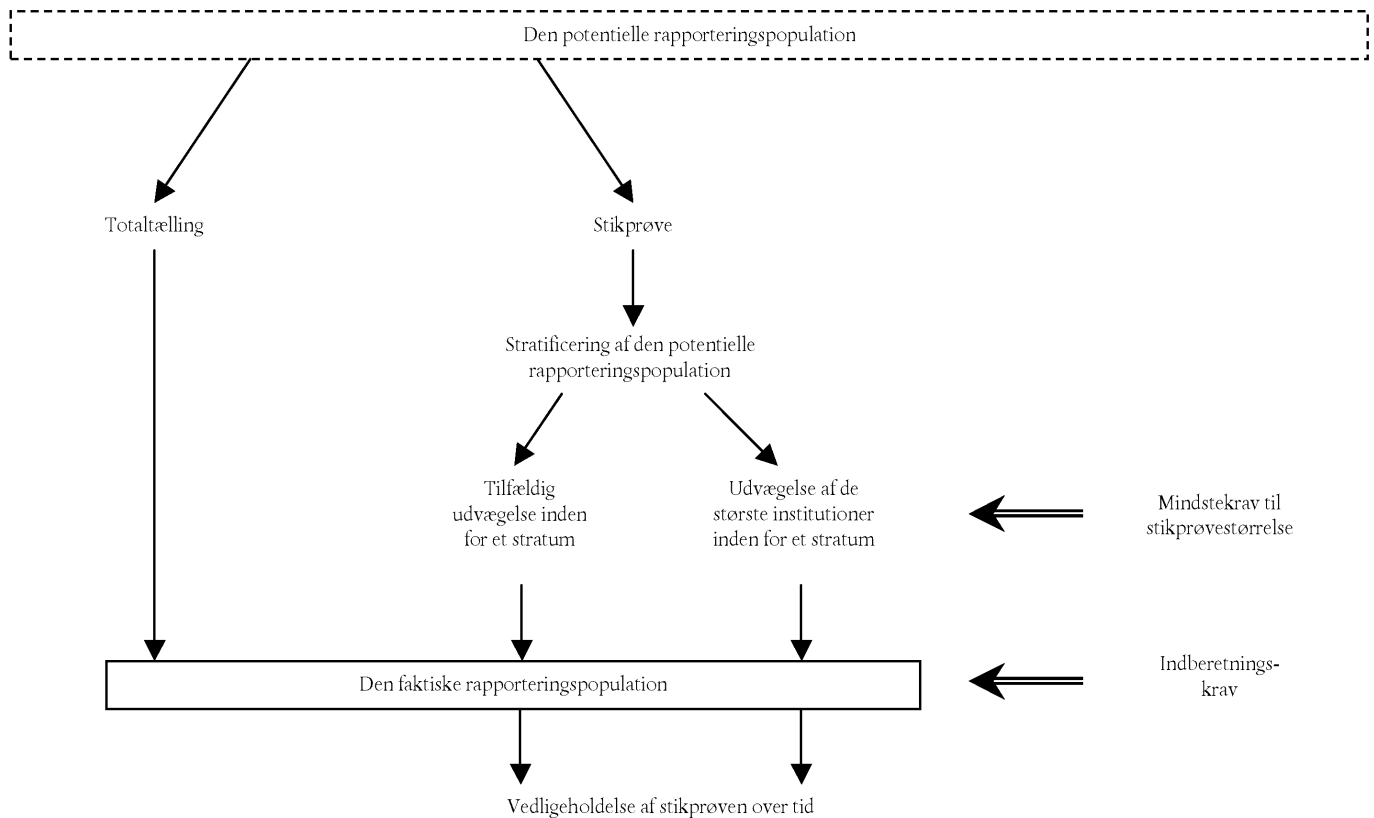 Den potentielle rapporteringspopulation
Totaltælling
Stikprøve
Stratificering af den potentielle
rapporteringspopulation
Tilfældig
udvægelse inden
for et stratum
Udvægelse af de
største institutioner
inden for et stratum
Mindstekrav til
stikprøvestørrelse
Den faktiske rapporteringspopulation
Indberetnings-
krav
Vedligeholdelse af stikprøven over tid